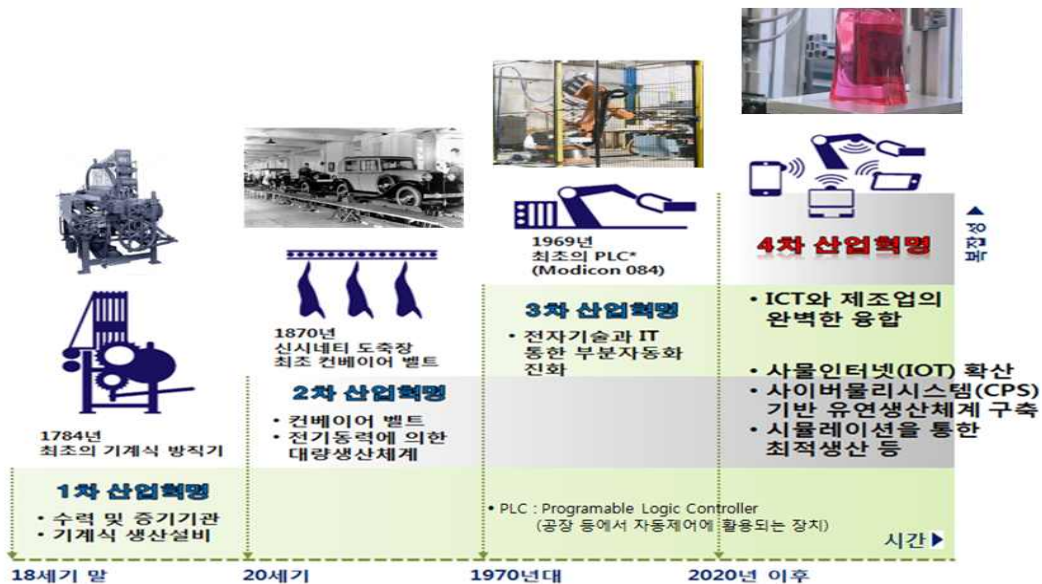 1784년
최초의 기계식 방직기
1차 산업혁명
• 수력 및 증기기관
• 기계식 생산설비
1870년
신시네티 도축장
최초 컨베이어 벨트
2차 산업혁명
• 컨베이어 벨트
• 전기동력에 의한
대량생산체계
1969년
최초의 PLC*
(Modicon 084)
3차 산업혁명
• 전자기술과 IT
통한 부분자동화
진화
4차 산업혁명
• ICT와 제조업의
완벽한 융합
• 사물인터넷(IOT) 확산
• 사이버물리시스템(CPS)
기반 유연생산체계 구축
• 시뮬레이션을 통한
최적생산 등
복잡성
• PLC : Programable Logic Controller
(공장 등에서 자동제어에 활용되는 장치)
시간
18세기 말
20세기
1970년대
2020년 이후